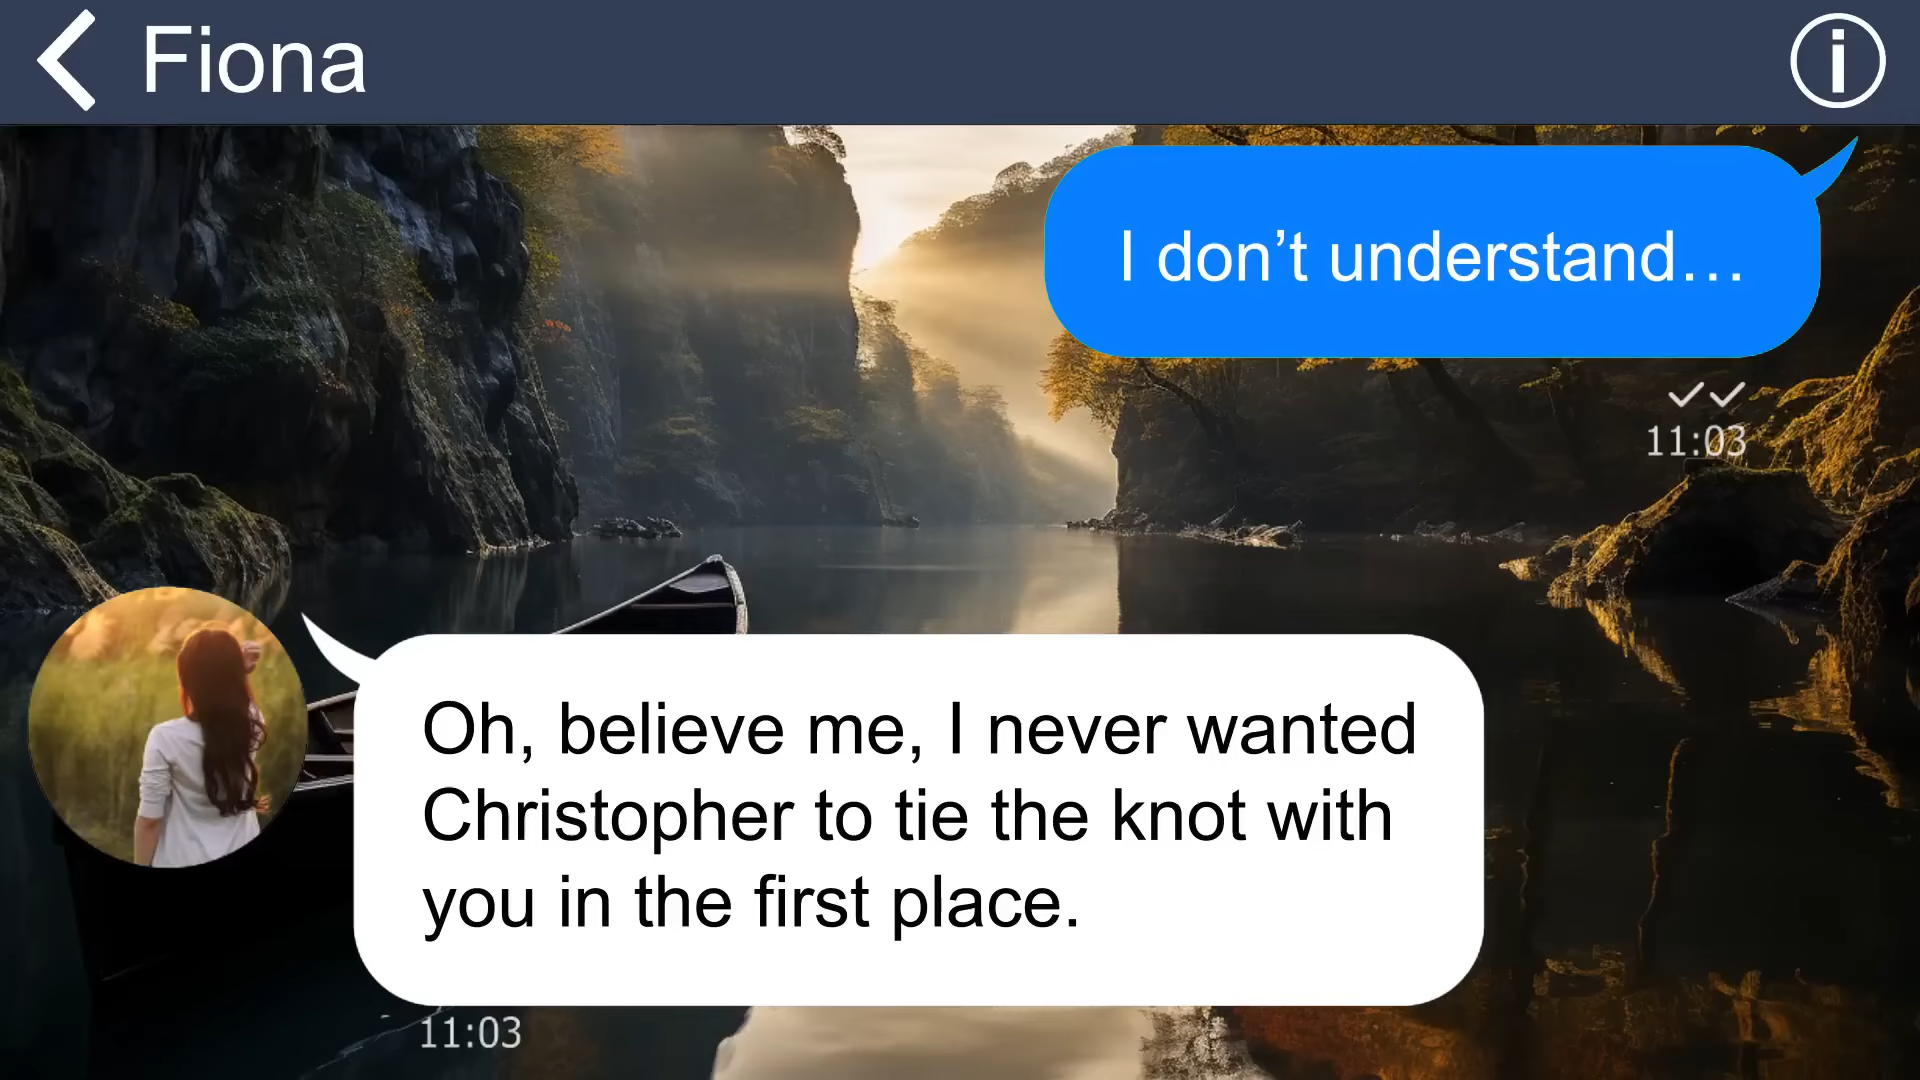 Fiona
I don’t understand…
11:03
Oh, believe me, I never wanted
Christopher to tie the knot with
you in the first place.
11:03